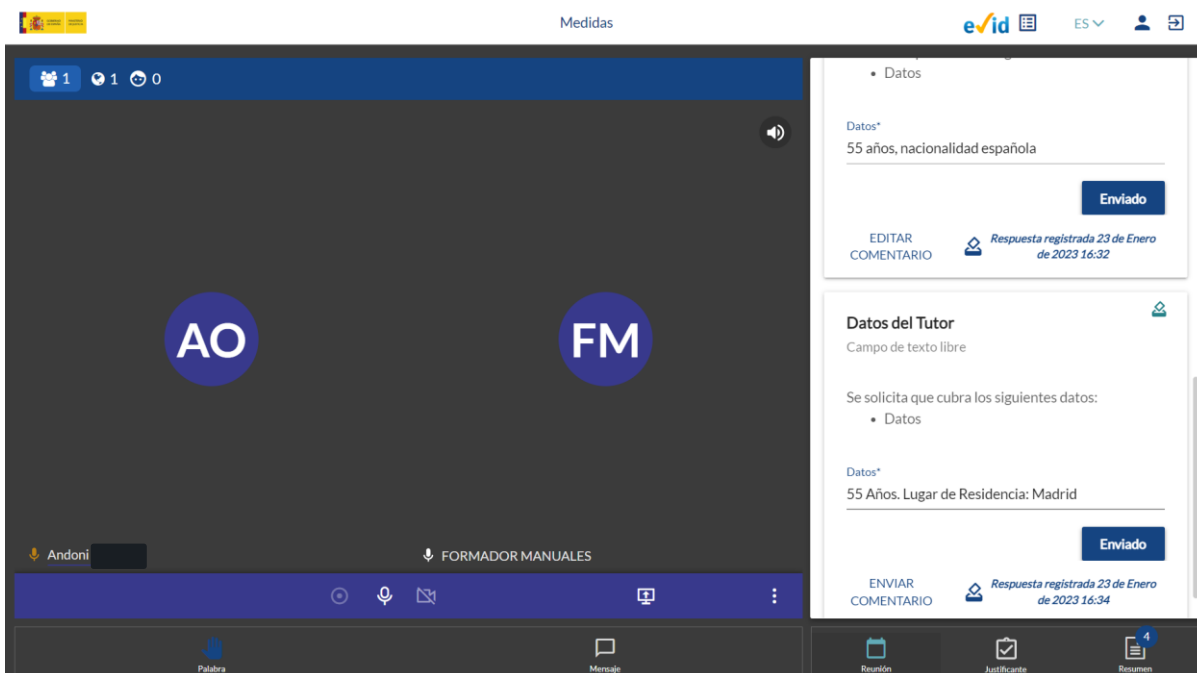 Medidas
e✓id
ES
1 1 0
AO
FM
Andoni
FORMADOR MANUALES
Palabra
Mensaje
• Datos
Datos*
55 años, nacionalidad española
Enviado
EDITAR
COMENTARIO
Respuesta registrada 23 de Enero
de 2023 16:32
Datos del Tutor
Campo de texto libre
Se solicita que cubra los siguientes datos:
• Datos
Datos*
55 Años. Lugar de Residencia: Madrid
Enviado
ENVIAR
COMENTARIO
Respuesta registrada 23 de Enero
de 2023 16:34
Reunión
Justificante
4
Resumen